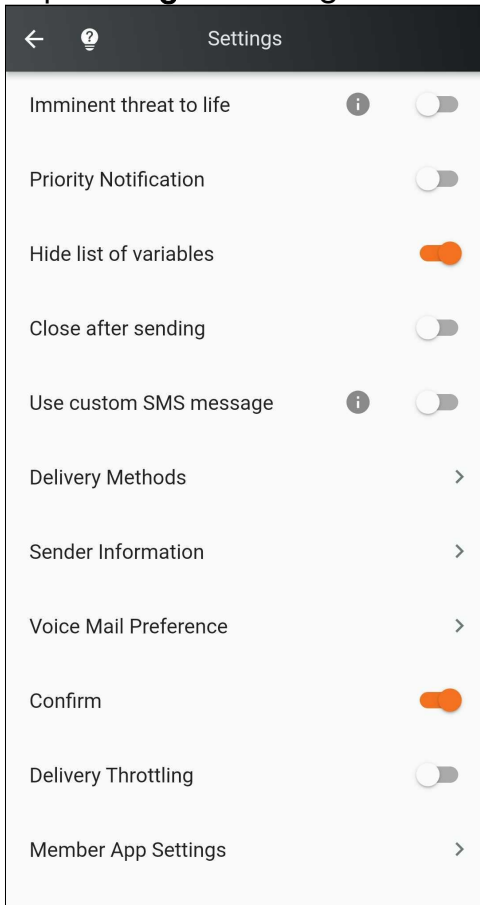 Settings
Imminent threat to life
Priority Notification
Hide list of variables
Close after sending
Use custom SMS message
Delivery Methods
Sender Information
Voice Mail Preference
Confirm
Delivery Throttling
Member App Settings